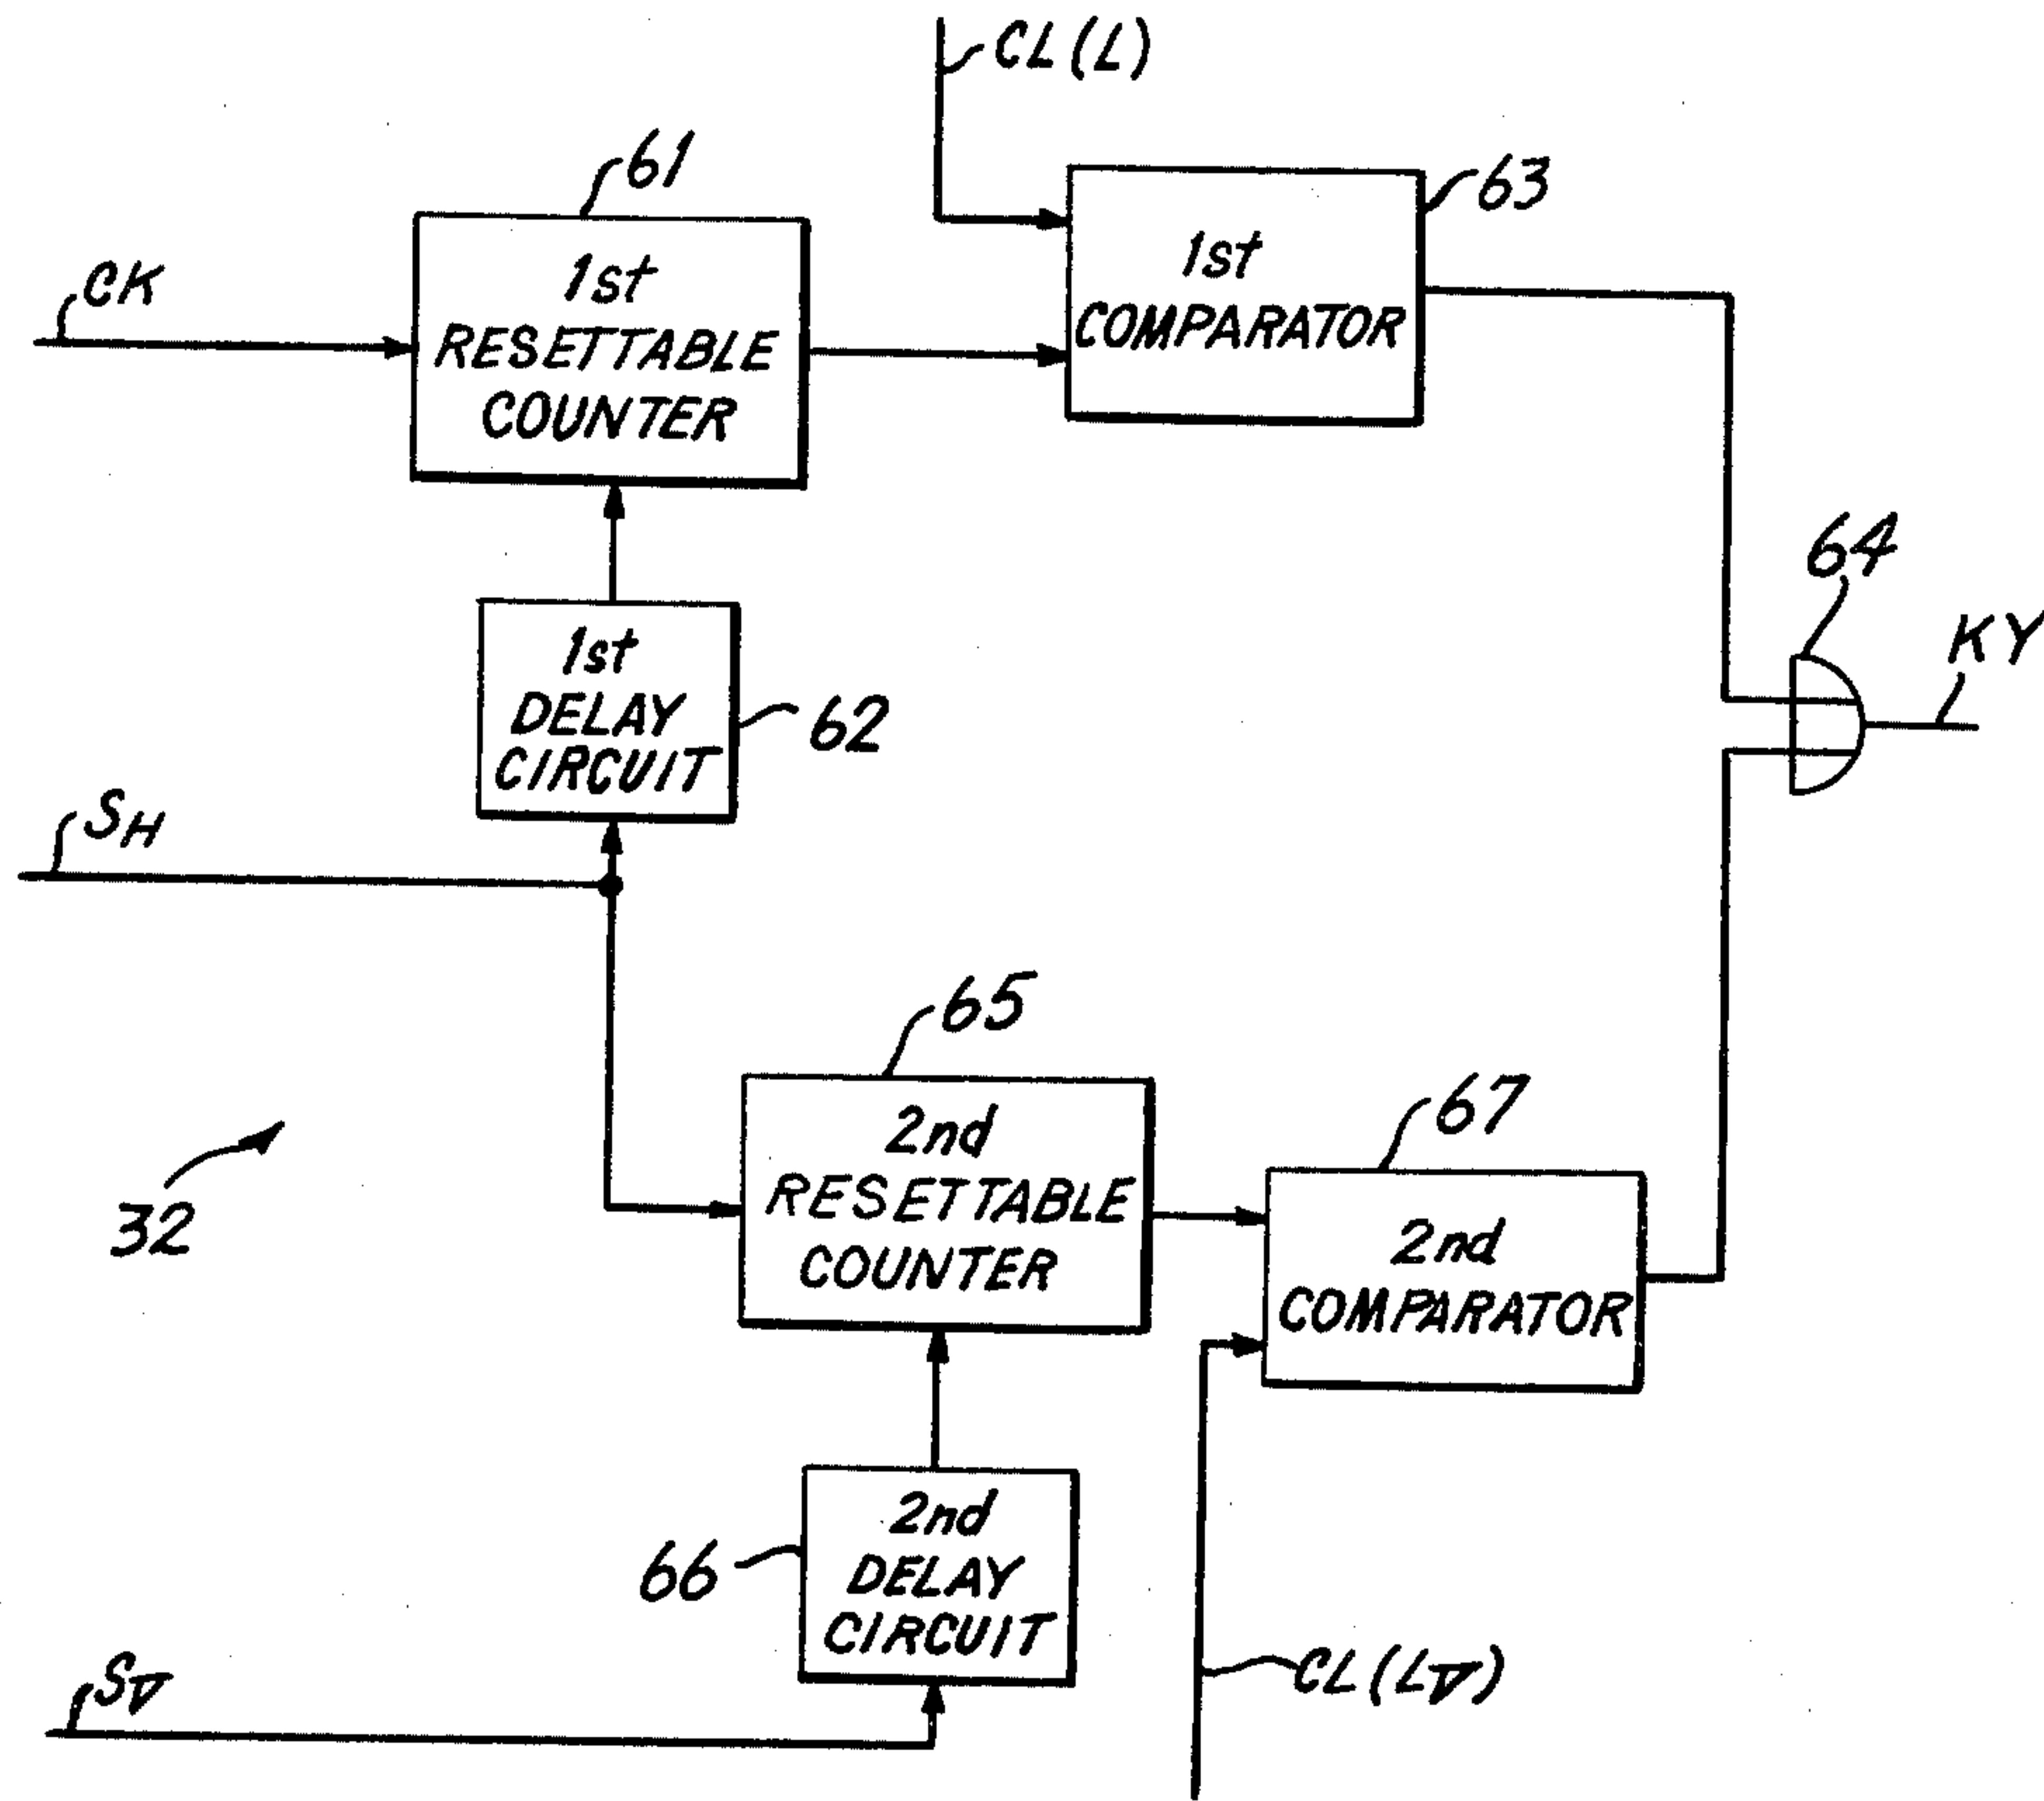 CL(L)
61
63
CK
1st
RESETTABLE
COUNTER
1st
COMPARATOR
64
KY
1st
DELAY
CIRCUIT
62
SH
65
67
2nd
RESETTABLE
COUNTER
2nd
COMPARATOR
32
66
2nd
DELAY
CIRCUIT
CL(LV)
SV